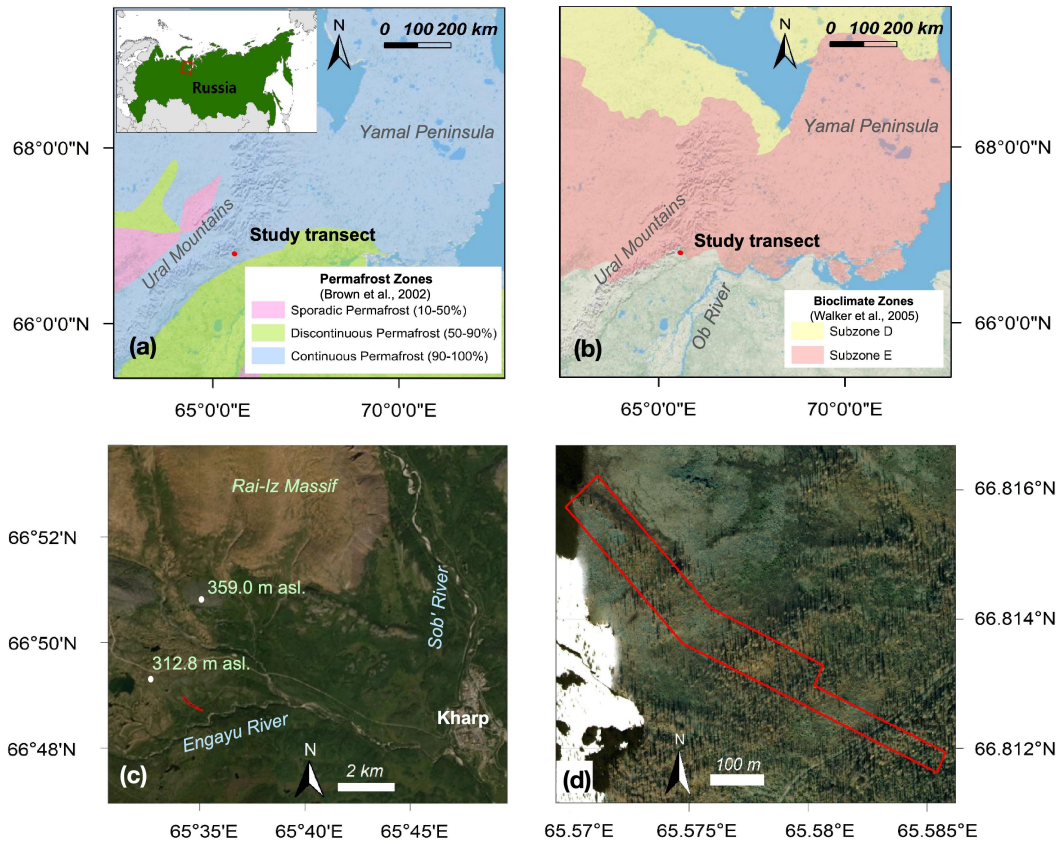 N
0 100 200 km
Russia
Yamal Peninsula
68°0'0"N
Ural Mountains
Study transect
Permafrost Zones
(Brown et al., 2002)
Sporadic Permafrost (10-50%)
Discontinuous Permafrost (50-90%)
Continuous Permafrost (90-100%)
66°0'0"N
(a)
65°0'0"E
70°0'0"E
N
0 100 200 km
Yamal Peninsula
68°0'0"N
Ural Mountains
Study transect
Ob River
Bioclimate Zones
(Walker et al., 2005)
Subzone D
Subzone E
66°0'0"N
(b)
65°0'0"E
70°0'0"E
Rai-Iz Massif
66°52'N
359.0 m asl.
Sob' River
66°50'N
312.8 m asl.
Kharp
Engayu River
66°48'N
N
2 km
(c)
65°35'E
65°40'E
65°45'E
66.816°N
66.814°N
66.812°N
N
100 m
(d)
65.57°E
65.575°E
65.58°E
65.585°E